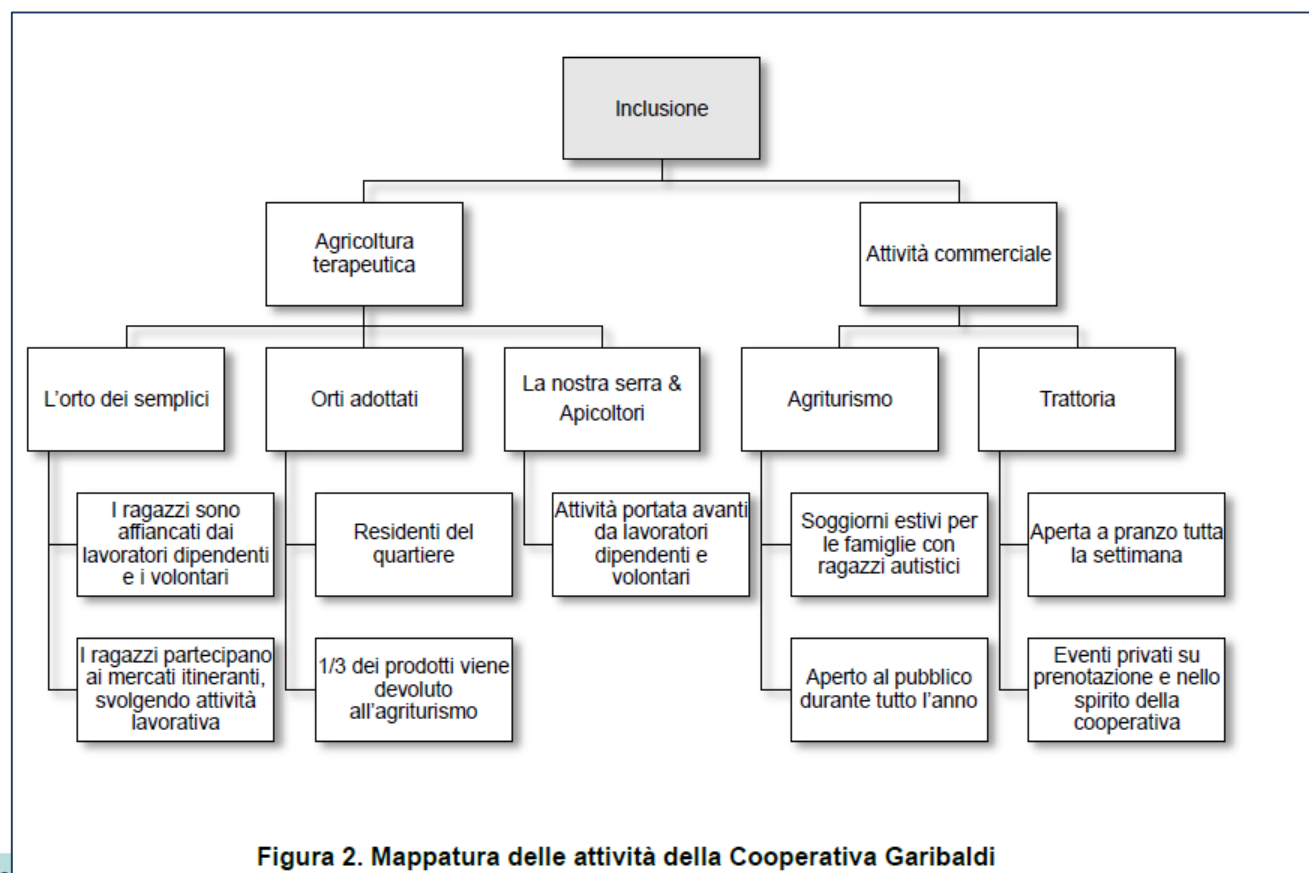 Inclusione
Agricoltura
terapeutica
Attività commerciale
L'orto dei semplici
Orti adottati
La nostra serra &
Apicoltori
Agriturismo
Trattoria
I ragazzi sono
affiancati dai
lavoratori dipendenti
e i volontari
Residenti del
quartiere
Attività portata avanti
da lavoratori
dipendenti e
volontari
Soggiorni estivi per
le famiglie con
ragazzi autistici
Aperta a pranzo tutta
la settimana
I ragazzi partecipano
ai mercati itineranti,
svolgendo attività
lavorativa
1/3 dei prodotti viene
devoluto
all'agriturismo
Aperto al pubblico
durante tutto l'anno
Eventi privati su
prenotazione e nello
spirito della
cooperativa
Figura 2. Mappatura delle attività della Cooperativa Garibaldi